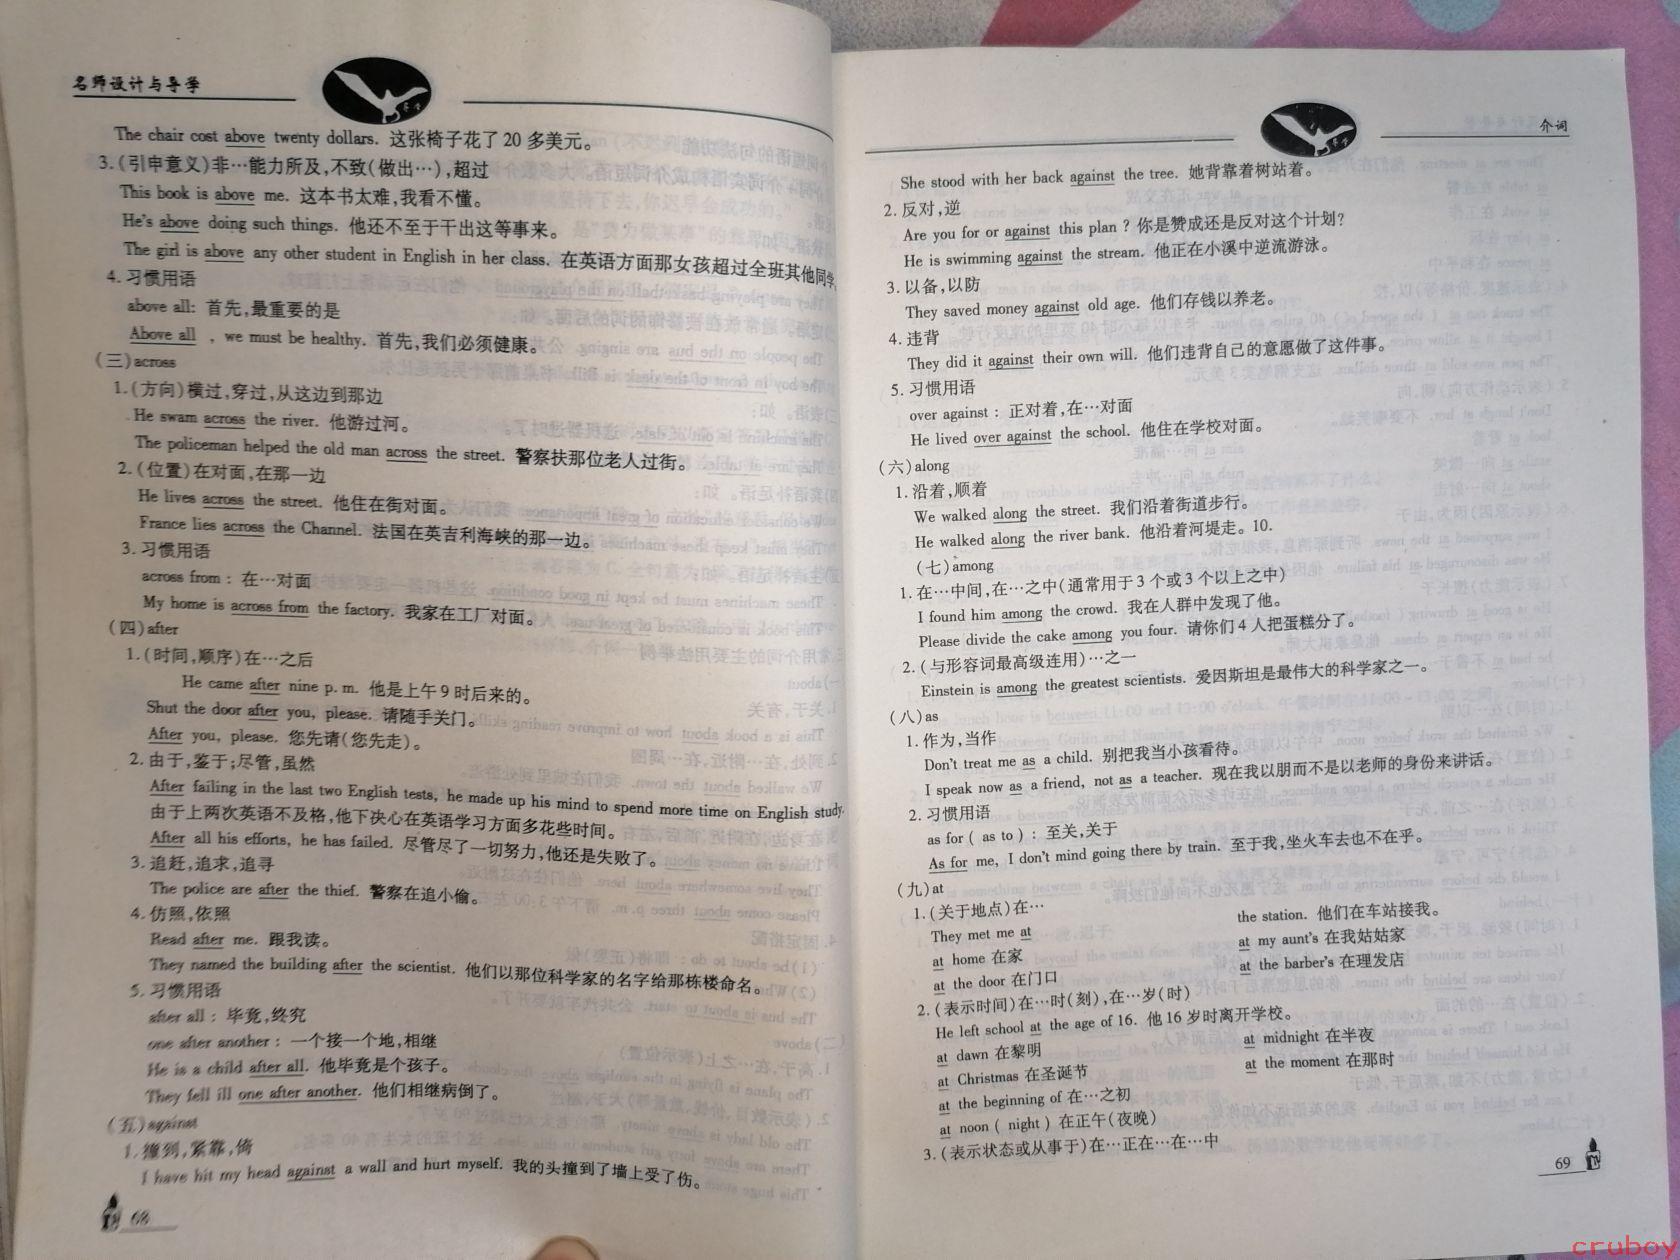 名师设计与导学
The chair cost above twenty dollars. 这张椅子花了 20 多美元。
3.(引申意义)非…能力所及,不致(做出…),超过
This book is above me. 这本书太难,我看不懂。
He's above doing such things. 他还不至于干出这等事来。
The girl is above any other student in English in her class. 在英语方面那女孩超过全班其他同学。
4. 习惯用语
above all: 首先,最重要的是
Above all , we must be healthy. 首先,我们必须健康。
(三)across
1.(方向)横过,穿过,从这边到那边
He swam across the river. 他游过河。
The policeman helped the old man across the street. 警察扶那位老人过街。
2.(位置)在对面,在那一边
He lives across the street. 他住在街对面。
France lies across the Channel. 法国在英吉利海峡的那一边。
3. 习惯用语
across from : 在…对面
My home is across from the factory. 我家在工厂对面。
(四)after
1.(时间,顺序)在…之后
He came after nine p. m. 他是上午 9 时后来的。
Shut the door after you, please. 请随手关门。
After you, please. 您先请(您先走)。
2. 由于,鉴于;尽管,虽然
After failing in the last two English tests, he made up his mind to spend more time on English study.
由于上两次英语不及格,他下决心在英语学习方面多花些时间。
After all his efforts, he has failed. 尽管尽了一切努力,他还是失败了。
3. 追赶,追求,追寻
The police are after the thief. 警察在追小偷。
4. 仿照,依照
Read after me. 跟我读。
They named the building after the scientist. 他们以那位科学家的名字给那栋楼命名。
5. 习惯用语
after all : 毕竟,终究
one after another : 一个接一个地,相继
He is a child after all. 他毕竟是个孩子。
They fell ill one after another. 他们相继病倒了。
(五)against
1. 撞到,紧靠,倚
I have hit my head against a wall and hurt myself. 我的头撞到了墙上受了伤。
68
介词
She stood with her back against the tree. 她背靠着树站着。
2. 反对,逆
Are you for or against this plan ? 你是赞成还是反对这个计划?
He is swimming against the stream. 他正在小溪中逆流游泳。
3. 以备,以防
They saved money against old age. 他们存钱以养老。
4. 违背
They did it against their own will. 他们违背自己的意愿做了这件事。
5. 习惯用语
over against : 正对着,在…对面
He lived over against the school. 他住在学校对面。
(六)along
1. 沿着,顺着
We walked along the street. 我们沿着街道步行。
He walked along the river bank. 他沿着河堤走。10.
(七)among
1. 在…中间,在…之中(通常用于 3 个或 3 个以上之中)
I found him among the crowd. 我在人群中发现了他。
Please divide the cake among you four. 请你们 4 人把蛋糕分了。
2.(与形容词最高级连用)…之一
Einstein is among the greatest scientists. 爱因斯坦是最伟大的科学家之一。
(八)as
1. 作为,当作
Don't treat me as a child. 别把我当小孩看待。
I speak now as a friend, not as a teacher. 现在我以朋而不是以老师的身份来讲话。
2. 习惯用语
as for ( as to ) : 至关,关于
As for me, I don't mind going there by train. 至于我,坐火车去也不在乎。
(九)at
1.(关于地点)在…
They met me at the station. 他们在车站接我。
at home 在家 at my aunt's 在我姑姑家
at the door 在门口 at the barber's 在理发店
2.(表示时间)在…时(刻),在…岁(时)
He left school at the age of 16. 他 16 岁时离开学校。
at dawn 在黎明 at midnight 在半夜
at Christmas 在圣诞节 at the moment 在那时
at the beginning of 在…之初
at noon ( night ) 在正午(夜晚)
3.(表示状态或从事于)在…正在…在…中
69
cruboy